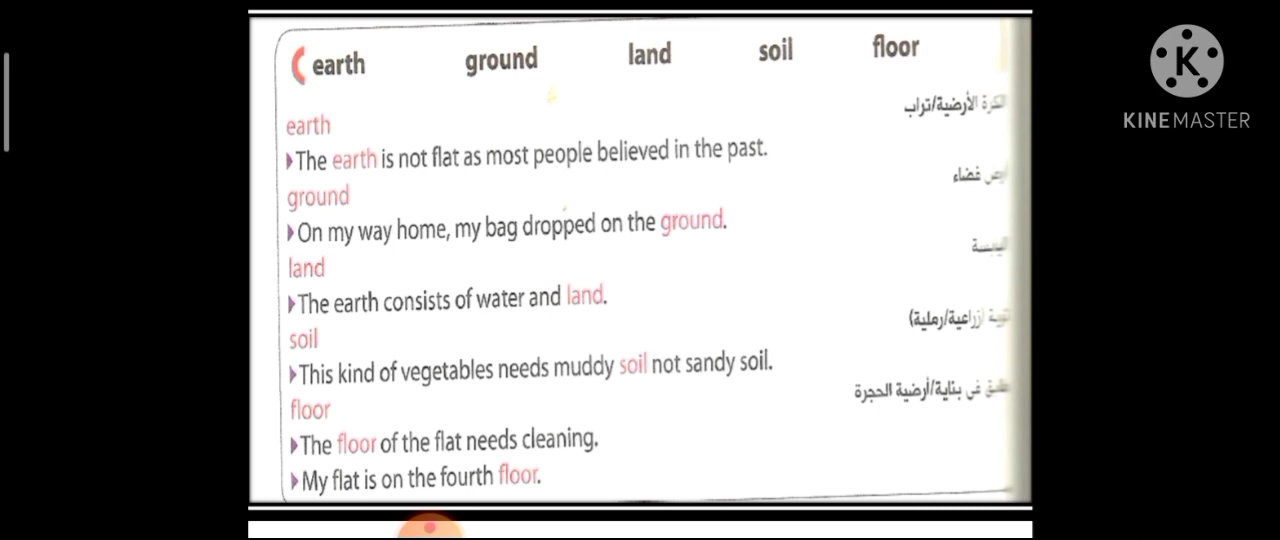 earth ground land soil floor
earth الكرة الأرضية/تراب
The earth is not flat as most people believed in the past.
ground فضاء
On my way home, my bag dropped on the ground.
land اليابسة
The earth consists of water and land.
soil تربة (زراعية/رملية)
This kind of vegetables needs muddy soil not sandy soil.
floor في بناية/أرضية الحجرة
The floor of the flat needs cleaning.
My flat is on the fourth floor.
K
KINEMASTER